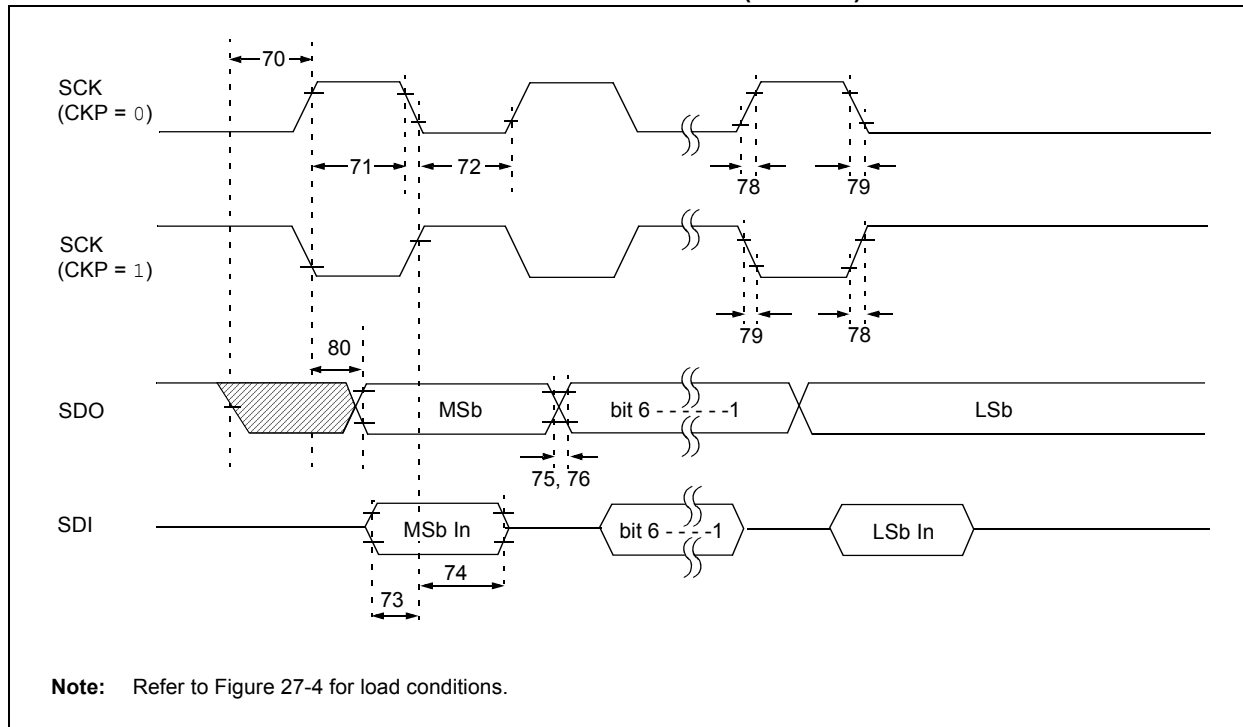 70
SCK
(CKP = 0)
71
72
78
79
SCK
(CKP = 1)
79
78
80
SDO
MSb
bit 6 - - - - - -1
LSb
75, 76
SDI
MSb In
bit 6 - - - -1
LSb In
74
73
Note: Refer to Figure 27-4 for load conditions.